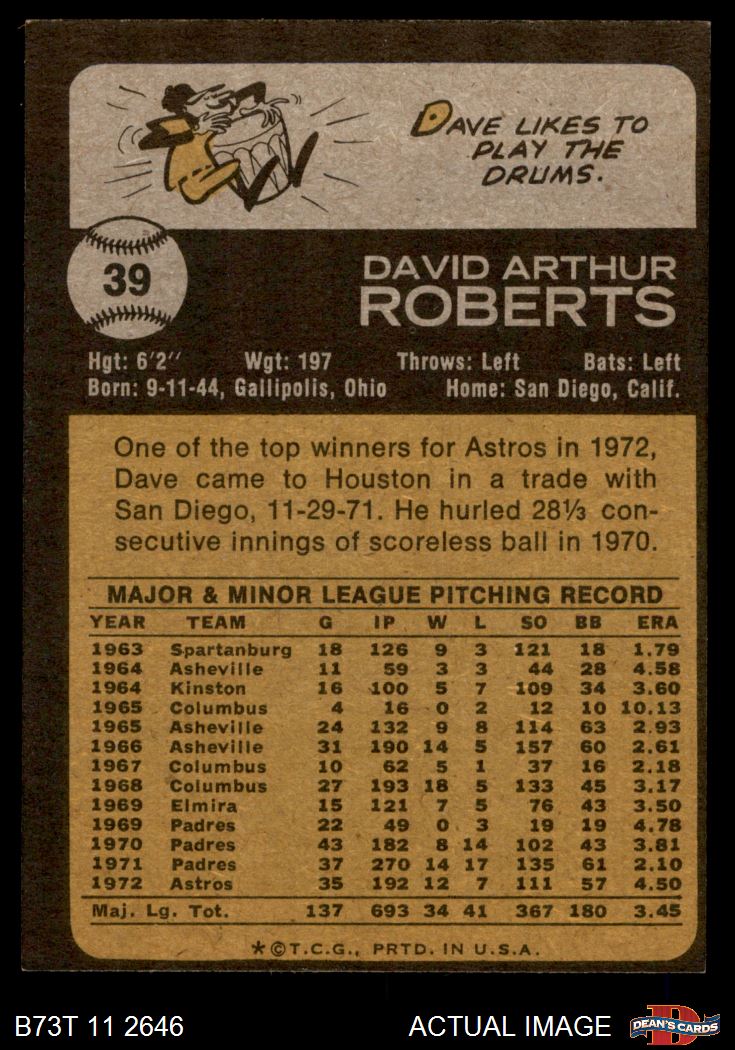 DAVE LIKES TO
PLAY THE
DRUMS.
39
DAVID ARTHUR
ROBERTS
Hgt: 6'2" Wgt: 197 Throws: Left Bats: Left
Born: 9-11-44, Gallipolis, Ohio Home: San Diego, Calif.
One of the top winners for Astros in 1972,
Dave came to Houston in a trade with
San Diego, 11-29-71. He hurled 28⅓ con-
secutive innings of scoreless ball in 1970.
MAJOR & MINOR LEAGUE PITCHING RECORD
YEAR TEAM G IP W L SO BB ERA
1963 Spartanburg 18 126 9 3 121 18 1.79
1964 Asheville 11 59 3 3 44 28 4.58
1964 Kinston 16 100 5 7 109 34 3.60
1965 Columbus 4 16 0 2 12 10 10.13
1965 Asheville 24 132 9 8 114 63 2.93
1966 Asheville 31 190 14 5 157 60 2.61
1967 Columbus 10 62 5 1 37 16 2.18
1968 Columbus 27 193 18 5 133 45 3.17
1969 Elmira 15 121 7 5 76 43 3.50
1969 Padres 22 49 0 3 19 19 4.78
1970 Padres 43 182 8 14 102 43 3.81
1971 Padres 37 270 14 17 135 61 2.10
1972 Astros 35 192 12 7 111 57 4.50
Maj. Lg. Tot. 137 693 34 41 367 180 3.45
*©T.C.G., PRTD. IN U.S.A.
B73T 11 2646 ACTUAL IMAGE D DEAN'S CARDS